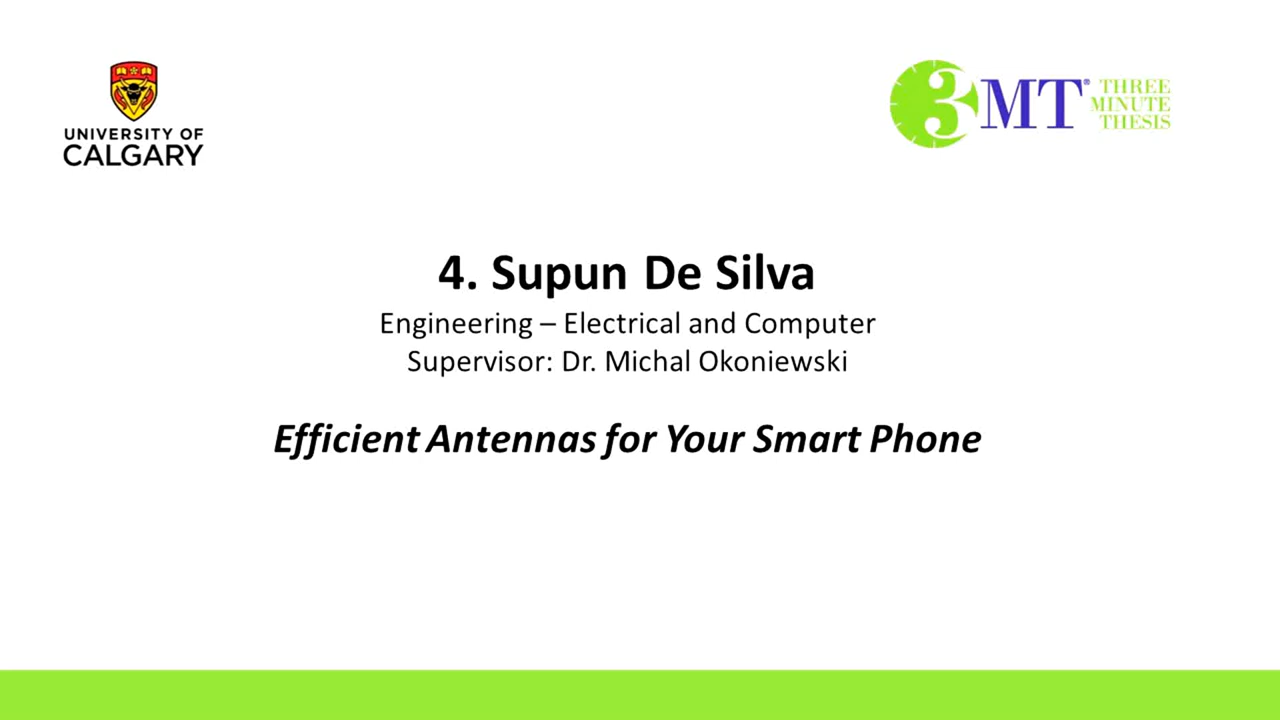 UNIVERSITY OF
CALGARY
3MT® THREE
MINUTE
THESIS
4. Supun De Silva
Engineering – Electrical and Computer
Supervisor: Dr. Michal Okoniewski
Efficient Antennas for Your Smart Phone